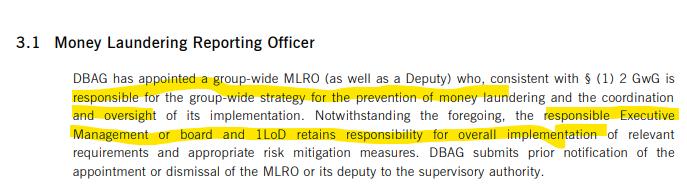 3.1 Money Laundering Reporting Officer
DBAG has appointed a group-wide MLRO (as well as a Deputy) who, consistent with § (1) 2 GwG is
responsible for the group-wide strategy for the prevention of money laundering and the coordination
and oversight of its implementation. Notwithstanding the foregoing, the responsible Executive
Management or board and 1LoD retains responsibility for overall implementation of relevant
requirements and appropriate risk mitigation measures. DBAG submits prior notification of the
appointment or dismissal of the MLRO or its deputy to the supervisory authority.